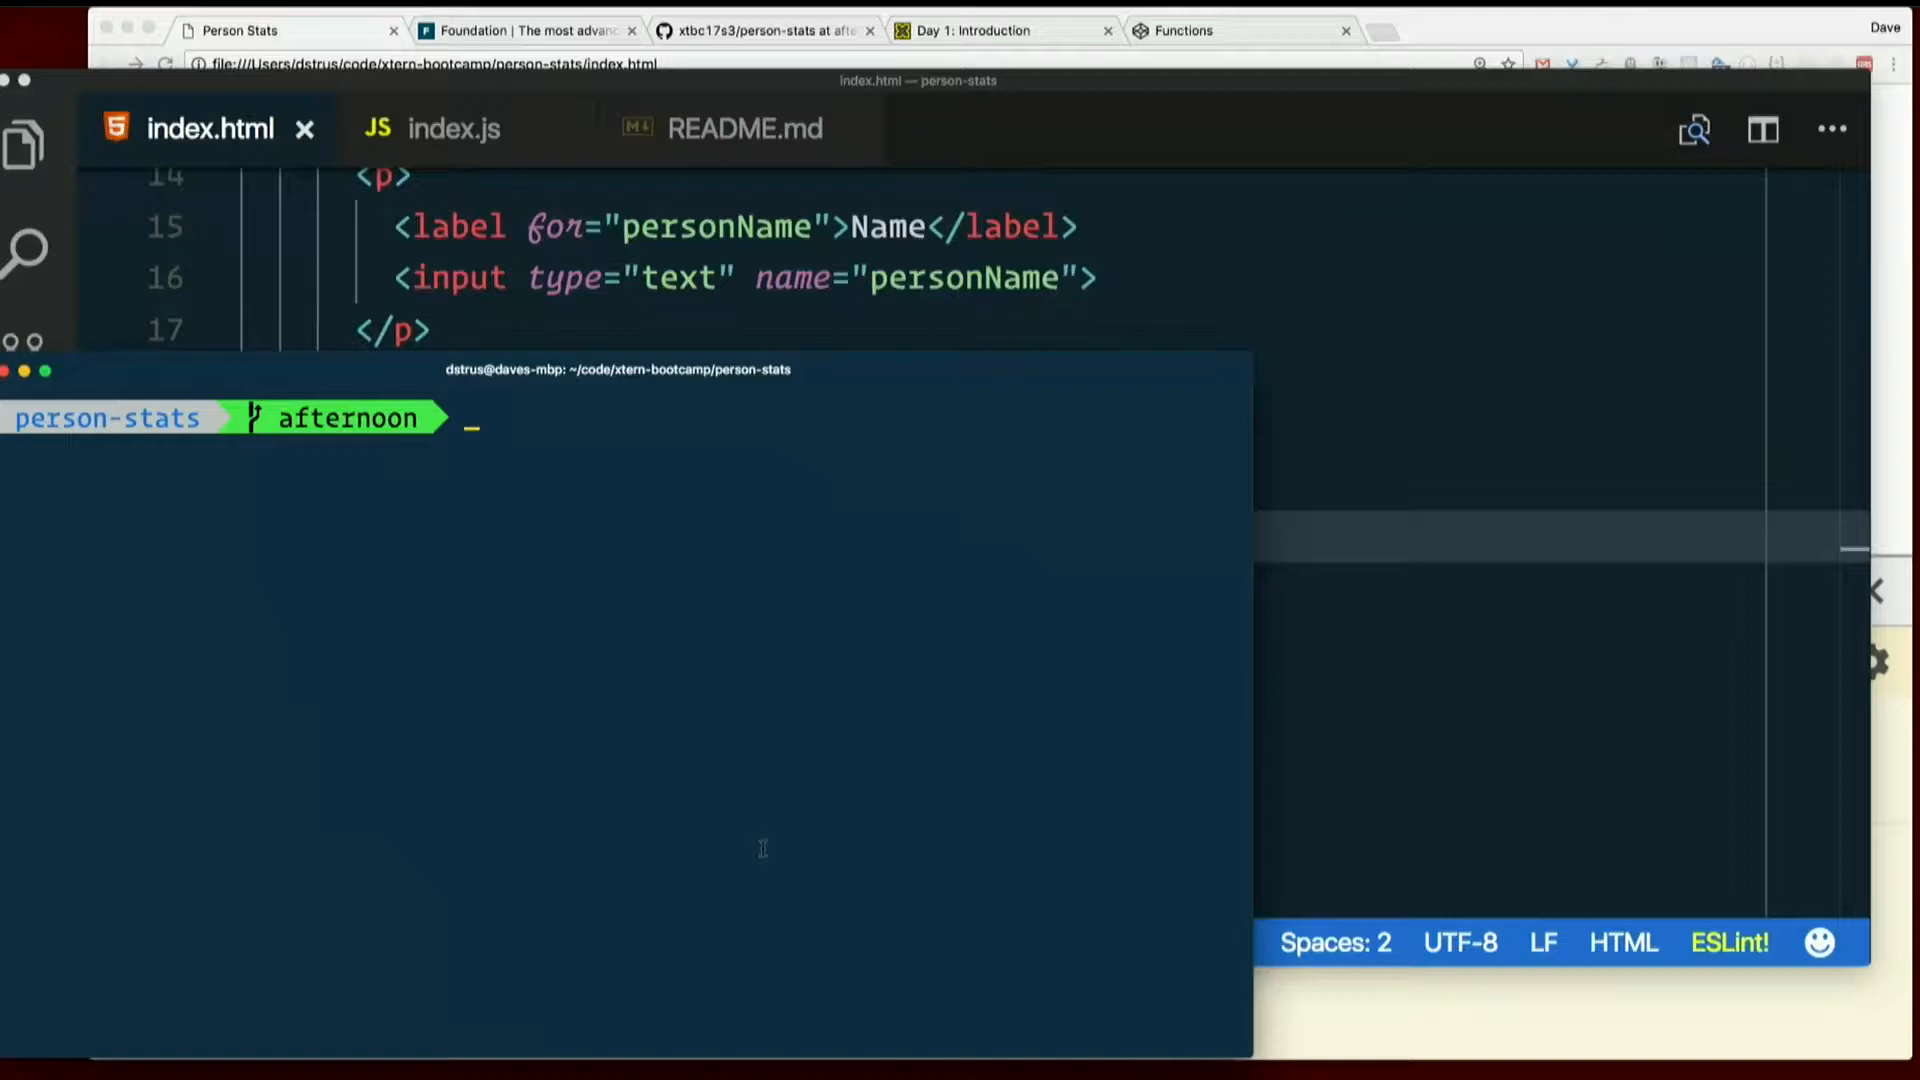 Person Stats
Foundation | The most advanc
xtbc17s3/person-stats at afte
Day 1: Introduction
Functions
Dave
file:///Users/dstrus/code/xtern-bootcamp/person-stats/index.html
index.html — person-stats
index.html
JS index.js
README.md
14 <p>
15 <label for="personName">Name</label>
16 <input type="text" name="personName">
17 </p>
dstrus@daves-mbp: ~/code/xtern-bootcamp/person-stats
person-stats afternoon _
Spaces: 2 UTF-8 LF HTML ESLint!